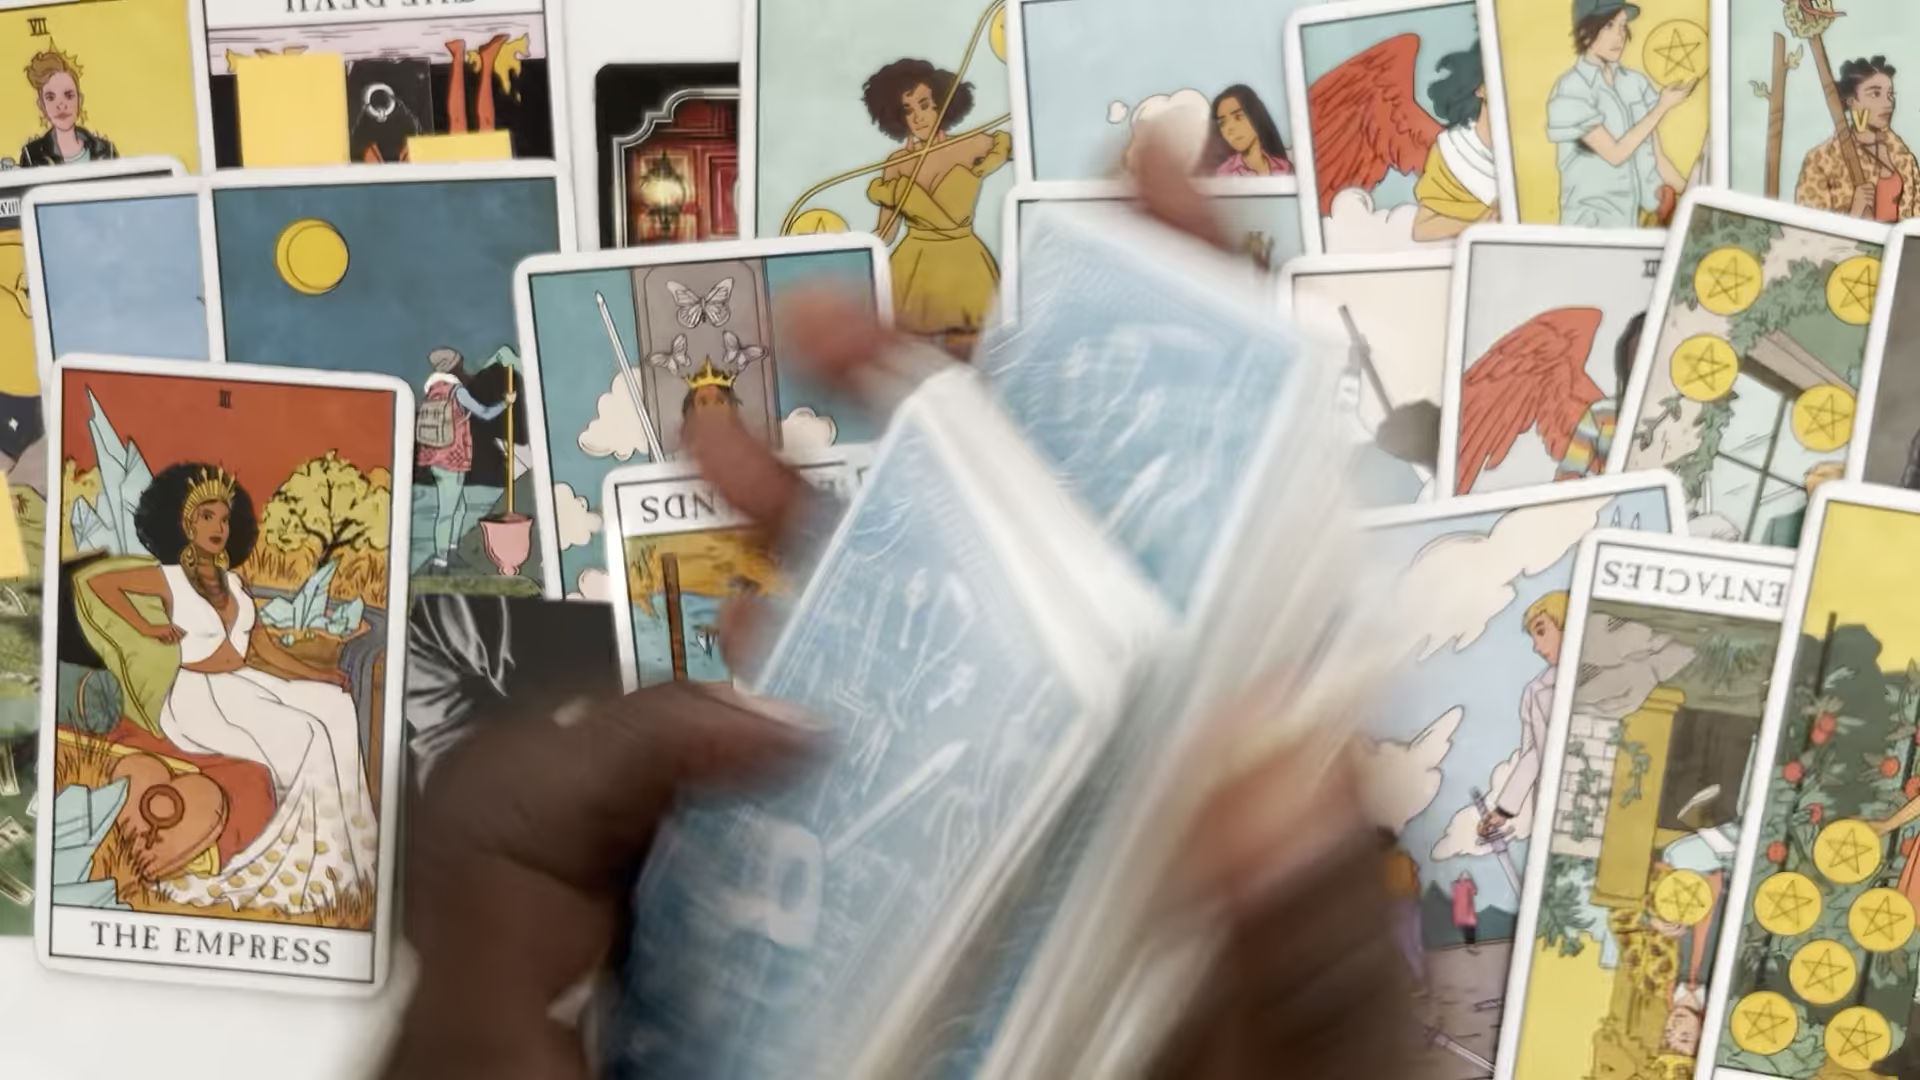 VII
THE DEVIL
III
NDS
ENTACLES
THE EMPRESS